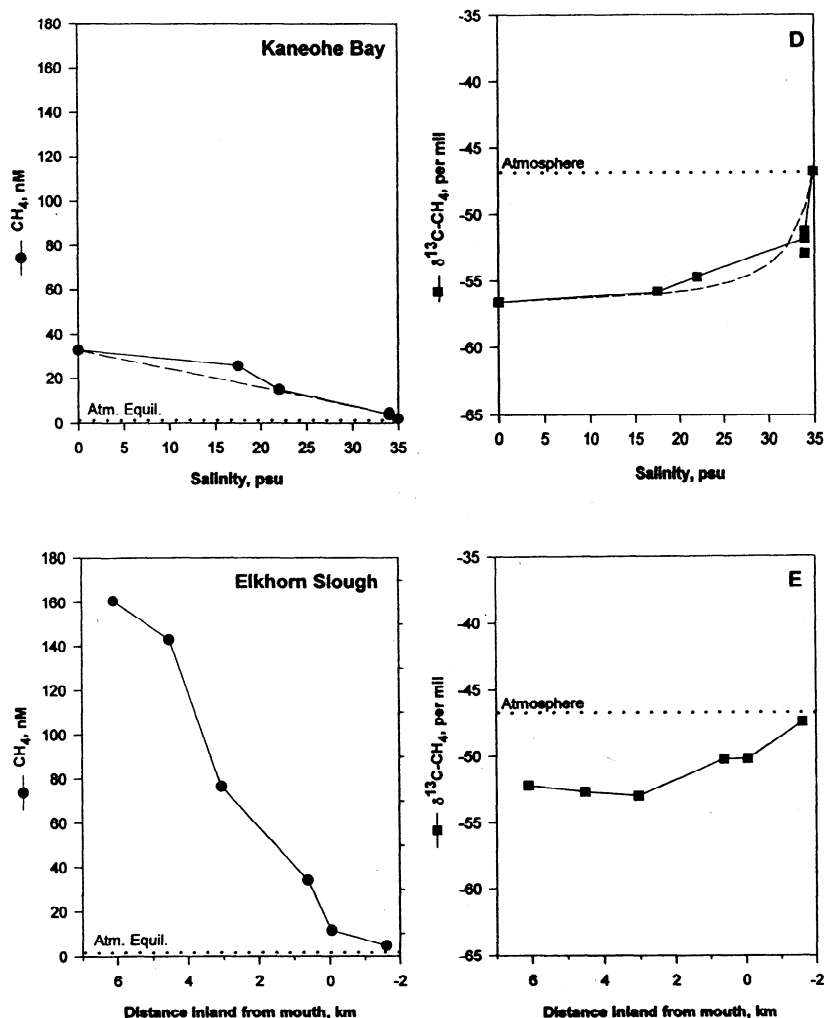 Kaneohe Bay
180
160
140
120
100
80
60
40
20
0
CH4, nM
Atm. Equil.
0 5 10 15 20 25 30 35
Salinity, psu
D
-35
-40
-45
-50
-55
-60
-65
δ13C-CH4, per mil
Atmosphere
0 5 10 15 20 25 30 35
Salinity, psu
Elkhorn Slough
180
160
140
120
100
80
60
40
20
0
CH4, nM
Atm. Equil.
6 4 2 0 -2
Distance inland from mouth, km
E
-35
-40
-45
-50
-55
-60
-65
δ13C-CH4, per mil
Atmosphere
6 4 2 0 -2
Distance inland from mouth, km